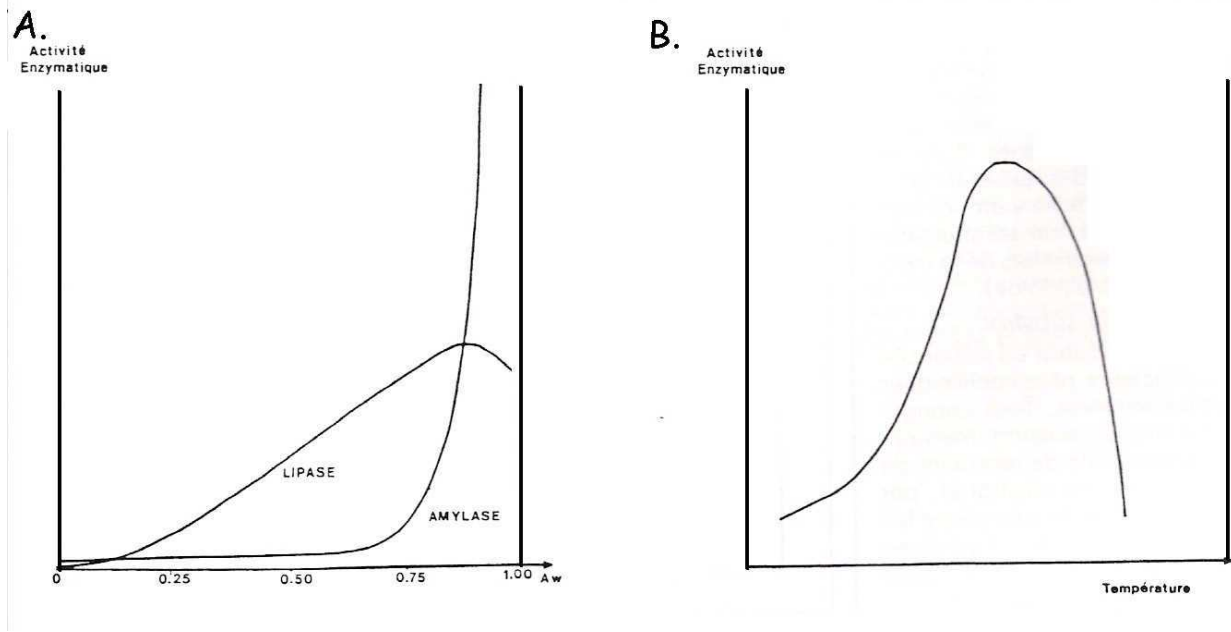 A.
Activité
Enzymatique
LIPASE
AMYLASE
0 0.25 0.50 0.75 1.00 Aw
B.
Activité
Enzymatique
Température